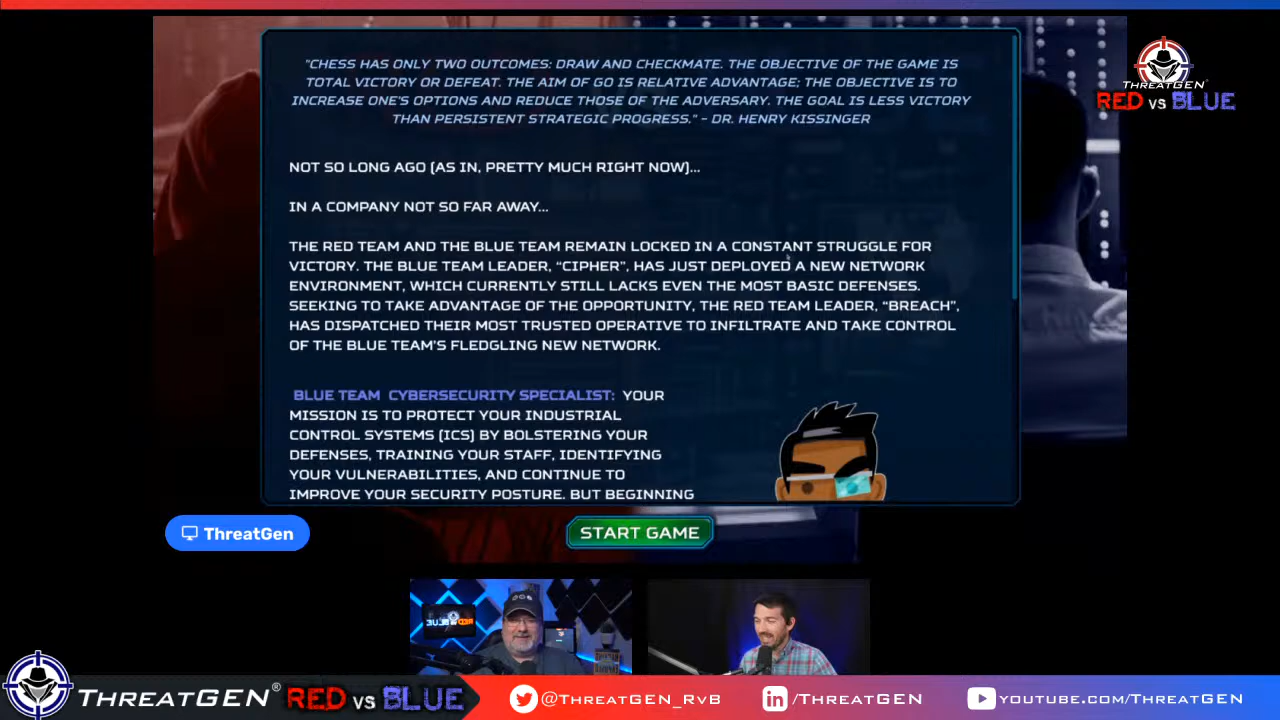 "CHESS HAS ONLY TWO OUTCOMES: DRAW AND CHECKMATE. THE OBJECTIVE OF THE GAME IS
TOTAL VICTORY OR DEFEAT. THE AIM OF GO IS RELATIVE ADVANTAGE; THE OBJECTIVE IS TO
INCREASE ONE'S OPTIONS AND REDUCE THOSE OF THE ADVERSARY. THE GOAL IS LESS VICTORY
THAN PERSISTENT STRATEGIC PROGRESS." – DR. HENRY KISSINGER
THREATGEN®
RED vs BLUE
NOT SO LONG AGO (AS IN, PRETTY MUCH RIGHT NOW)...
IN A COMPANY NOT SO FAR AWAY...
THE RED TEAM AND THE BLUE TEAM REMAIN LOCKED IN A CONSTANT STRUGGLE FOR
VICTORY. THE BLUE TEAM LEADER, “CIPHER”, HAS JUST DEPLOYED A NEW NETWORK
ENVIRONMENT, WHICH CURRENTLY STILL LACKS EVEN THE MOST BASIC DEFENSES.
SEEKING TO TAKE ADVANTAGE OF THE OPPORTUNITY, THE RED TEAM LEADER, “BREACH”,
HAS DISPATCHED THEIR MOST TRUSTED OPERATIVE TO INFILTRATE AND TAKE CONTROL
OF THE BLUE TEAM'S FLEDGLING NEW NETWORK.
BLUE TEAM CYBERSECURITY SPECIALIST: YOUR
MISSION IS TO PROTECT YOUR INDUSTRIAL
CONTROL SYSTEMS (ICS) BY BOLSTERING YOUR
DEFENSES, TRAINING YOUR STAFF, IDENTIFYING
YOUR VULNERABILITIES, AND CONTINUE TO
IMPROVE YOUR SECURITY POSTURE. BUT BEGINNING
ThreatGen
START GAME
THREATGEN® RED vs BLUE
@THREATGEN_RVB
/THREATGEN
YOUTUBE.COM/THREATGEN